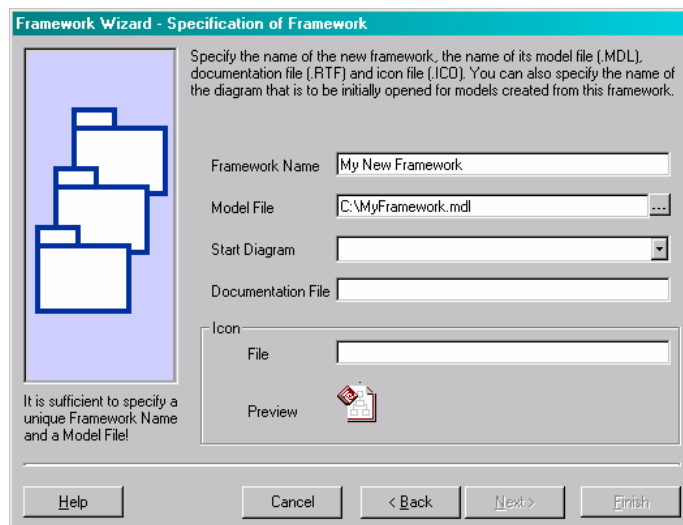 Framework Wizard - Specification of Framework
Specify the name of the new framework, the name of its model file (.MDL),
documentation file (.RTF) and icon file (.ICO). You can also specify the name of
the diagram that is to be initially opened for models created from this framework.
Framework Name My New Framework
Model File C:\MyFramework.mdl ...
Start Diagram
Documentation File
Icon
File
Preview
It is sufficient to specify a
unique Framework Name
and a Model File!
Help Cancel < Back Next > Finish